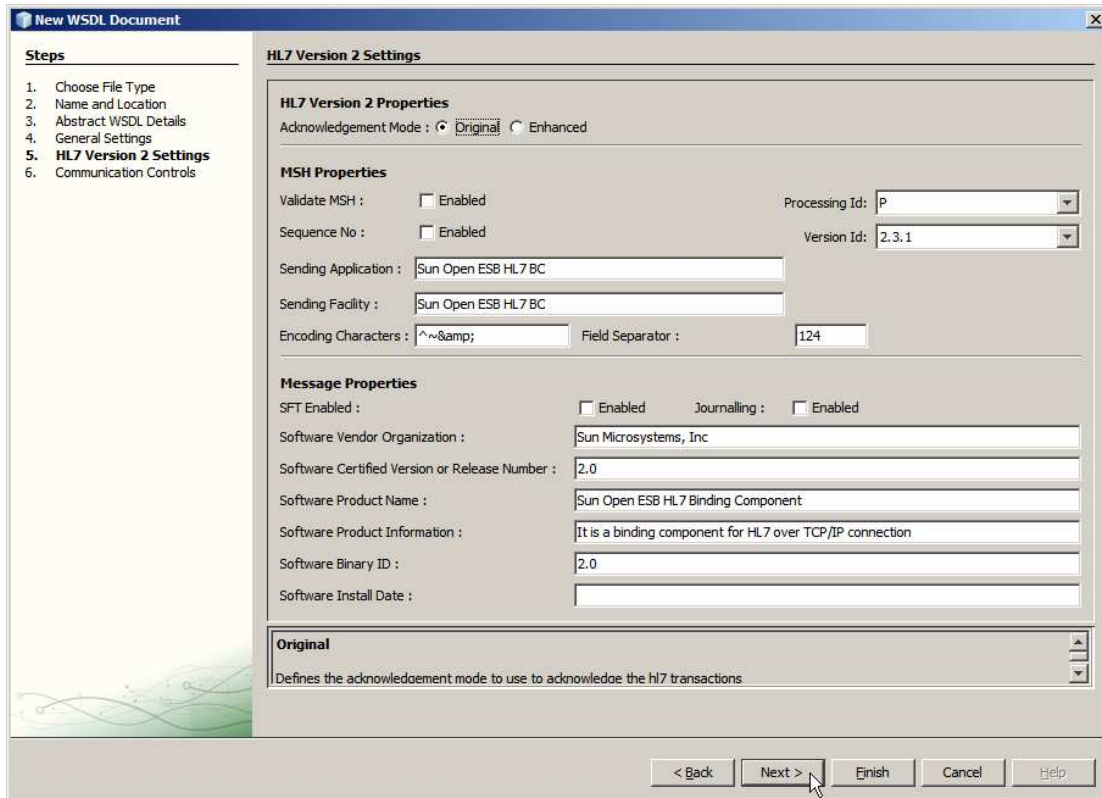 New WSDL Document
Steps
1. Choose File Type
2. Name and Location
3. Abstract WSDL Details
4. General Settings
5. HL7 Version 2 Settings
6. Communication Controls
HL7 Version 2 Settings
HL7 Version 2 Properties
Acknowledgement Mode : Original Enhanced
MSH Properties
Validate MSH : Enabled Processing Id: P
Sequence No : Enabled Version Id: 2.3.1
Sending Application : Sun Open ESB HL7 BC
Sending Facility : Sun Open ESB HL7 BC
Encoding Characters : ^~&amp; Field Separator : 124
Message Properties
SFT Enabled : Enabled Journalling : Enabled
Software Vendor Organization : Sun Microsystems, Inc
Software Certified Version or Release Number : 2.0
Software Product Name : Sun Open ESB HL7 Binding Component
Software Product Information : It is a binding component for HL7 over TCP/IP connection
Software Binary ID : 2.0
Software Install Date :
Original
Defines the acknowledgement mode to use to acknowledge the hl7 transactions
< Back Next > Finish Cancel Help